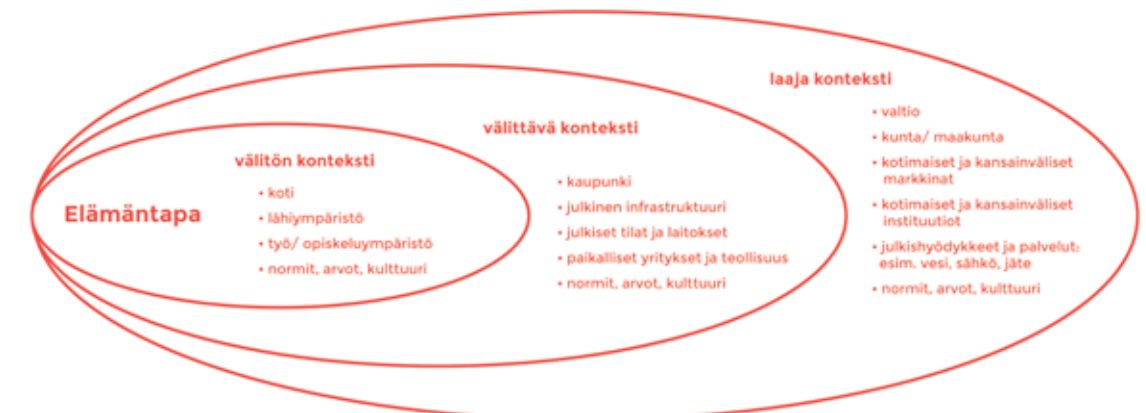 Elämäntapa
välitön konteksti
• koti
• lähiympäristö
• työ/ opiskeluympäristö
• normit, arvot, kulttuuri
välittävä konteksti
• kaupunki
• julkinen infrastruktuuri
• julkiset tilat ja laitokset
• paikalliset yritykset ja teollisuus
• normit, arvot, kulttuuri
laaja konteksti
• valtio
• kunta/ maakunta
• kotimaiset ja kansainväliset
markkinat
• kotimaiset ja kansainväliset
instituutiot
• julkishyödykkeet ja palvelut:
esim. vesi, sähkö, jäte
• normit, arvot, kulttuuri